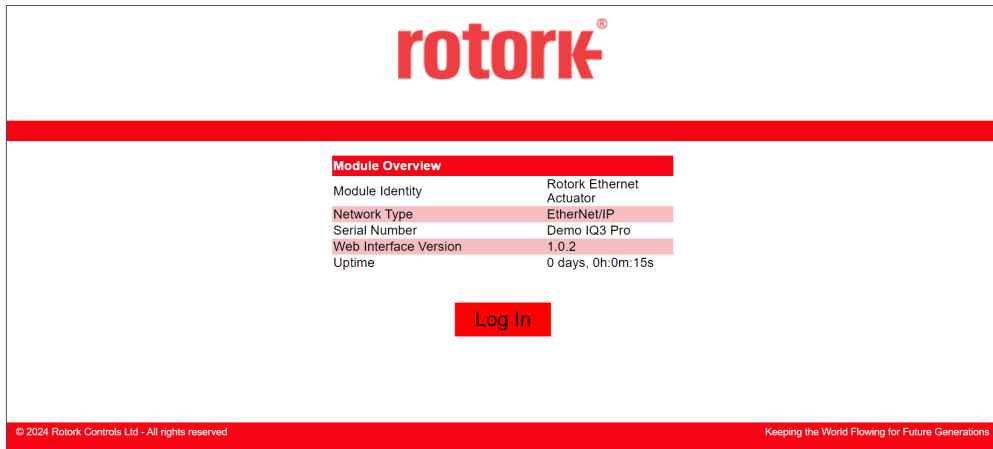 rotork®
Module Overview
Module Identity Rotork Ethernet
Actuator
Network Type EtherNet/IP
Serial Number Demo IQ3 Pro
Web Interface Version 1.0.2
Uptime 0 days, 0h:0m:15s
Log In
© 2024 Rotork Controls Ltd - All rights reserved Keeping the World Flowing for Future Generations